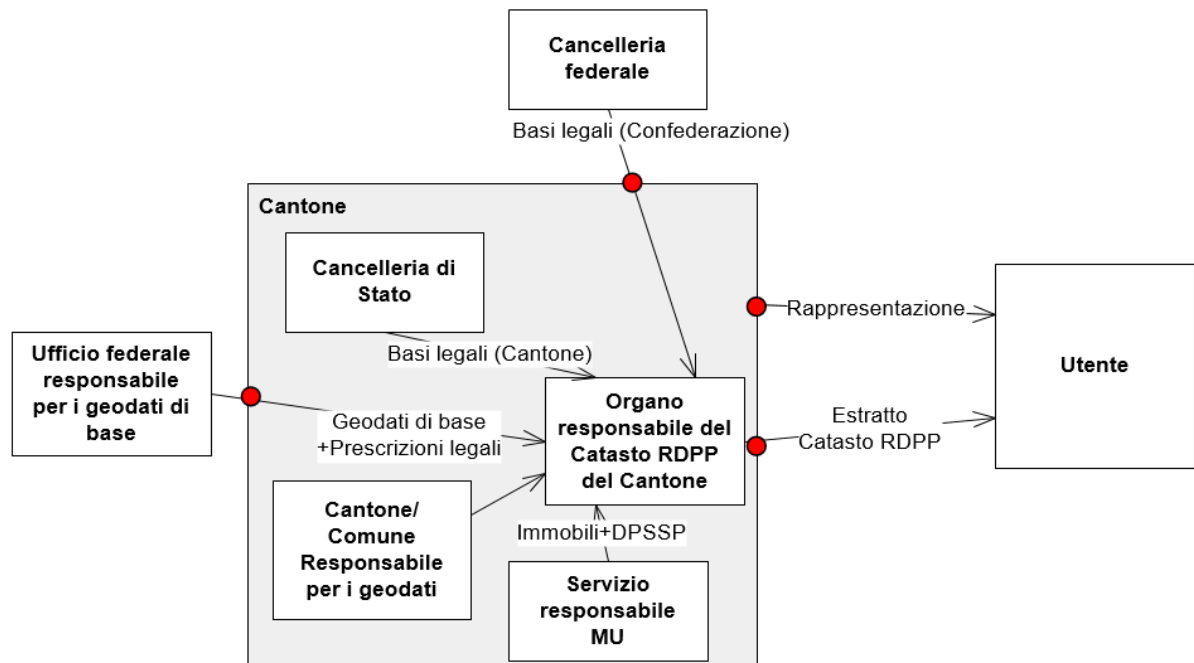 Cancelleria
federale
Basi legali (Confederazione)
Cantone
Cancelleria di
Stato
Basi legali (Cantone)
Rappresentazione
Utente
Ufficio federale
responsabile
per i geodati di
base
Geodati di base
+Prescrizioni legali
Organo
responsabile del
Catasto RDPP
del Cantone
Estratto
Catasto RDPP
Cantone/
Comune
Responsabile
per i geodati
Immobili+DPSSP
Servizio
responsabile
MU